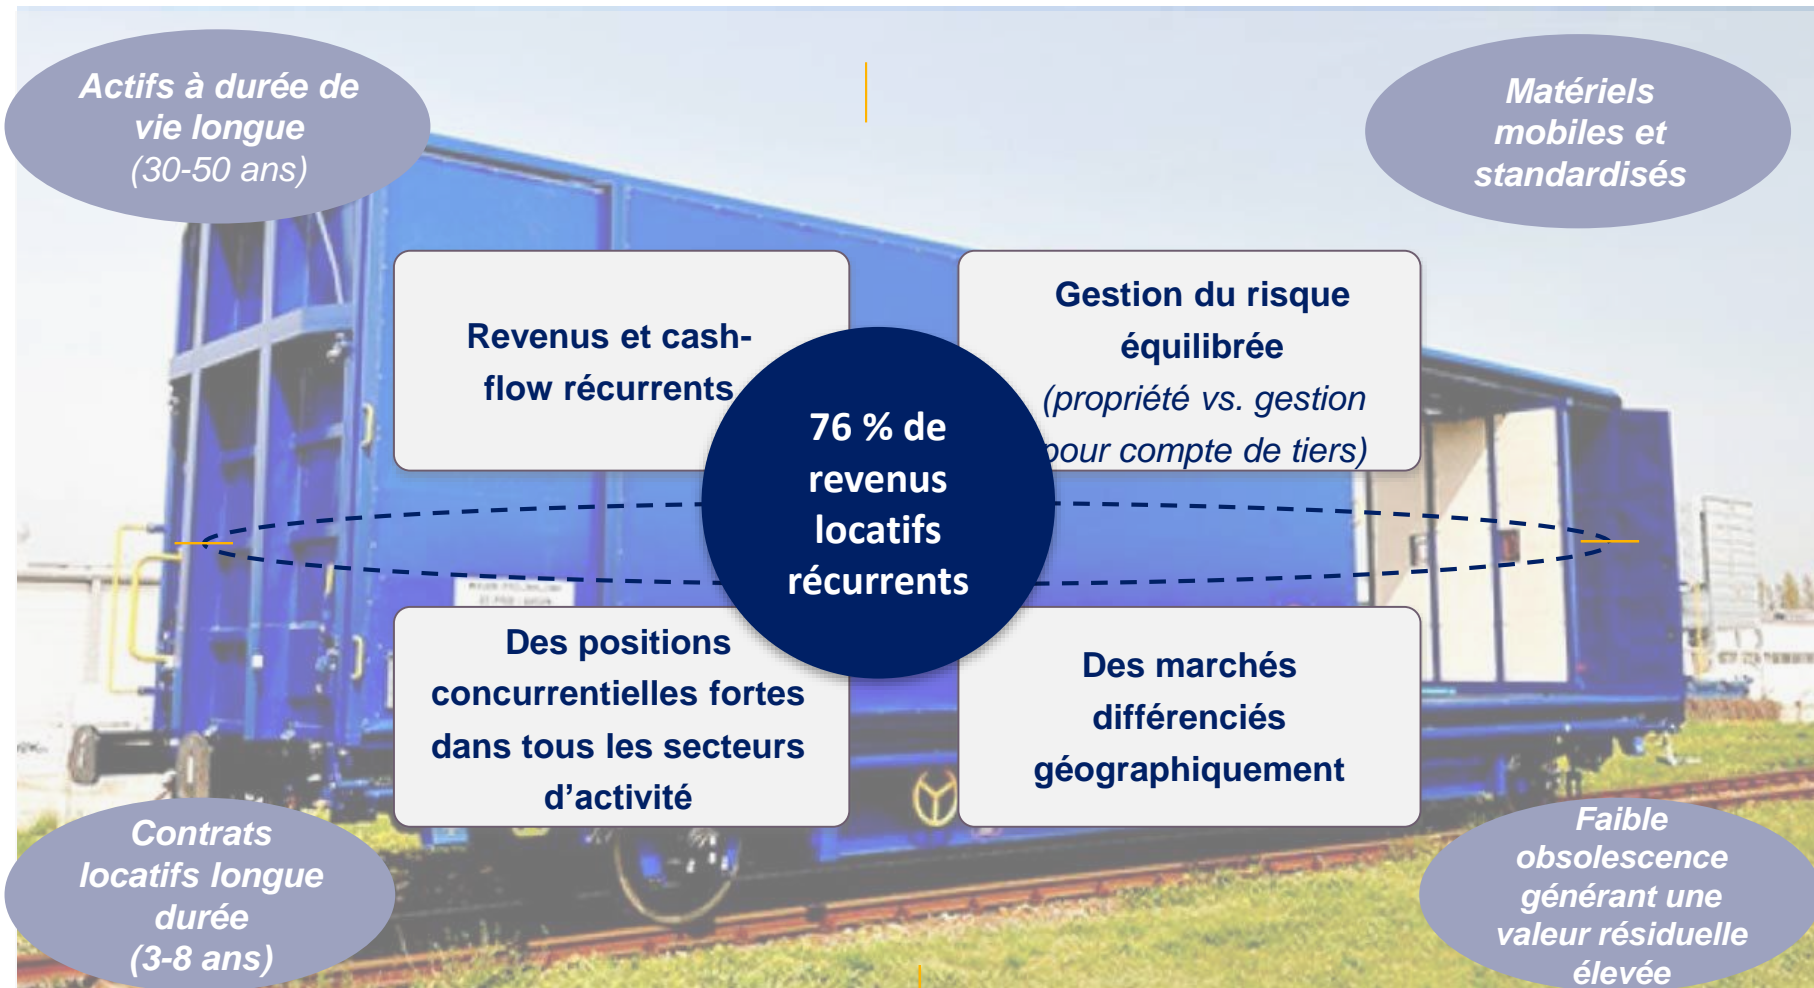 Actifs à durée de
vie longue
(30-50 ans)
Matériels
mobiles et
standardisés
Revenus et cash-
flow récurrents
Gestion du risque
équilibrée
(propriété vs. gestion
pour compte de tiers)
76 % de
revenus
locatifs
récurrents
Des positions
concurrentielles fortes
dans tous les secteurs
d’activité
Des marchés
différenciés
géographiquement
Contrats
locatifs longue
durée
(3-8 ans)
Faible
obsolescence
générant une
valeur résiduelle
élevée